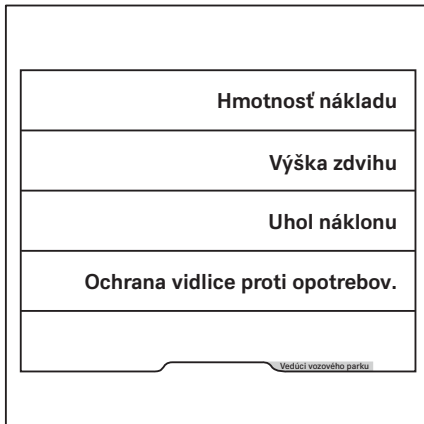 Hmotnosť nákladu
Výška zdvihu
Uhol náklonu
Ochrana vidlice proti opotrebov.
Vedúci vozového parku